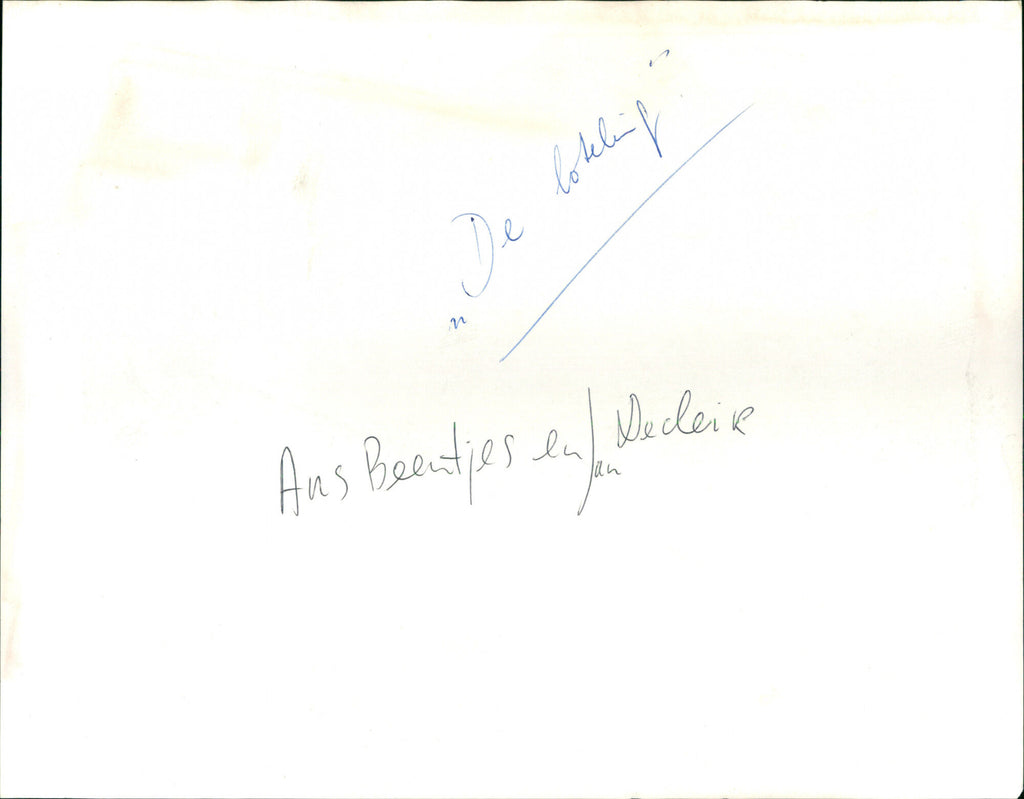 „De loteling”
Ans Beentjes en Jan Decleir